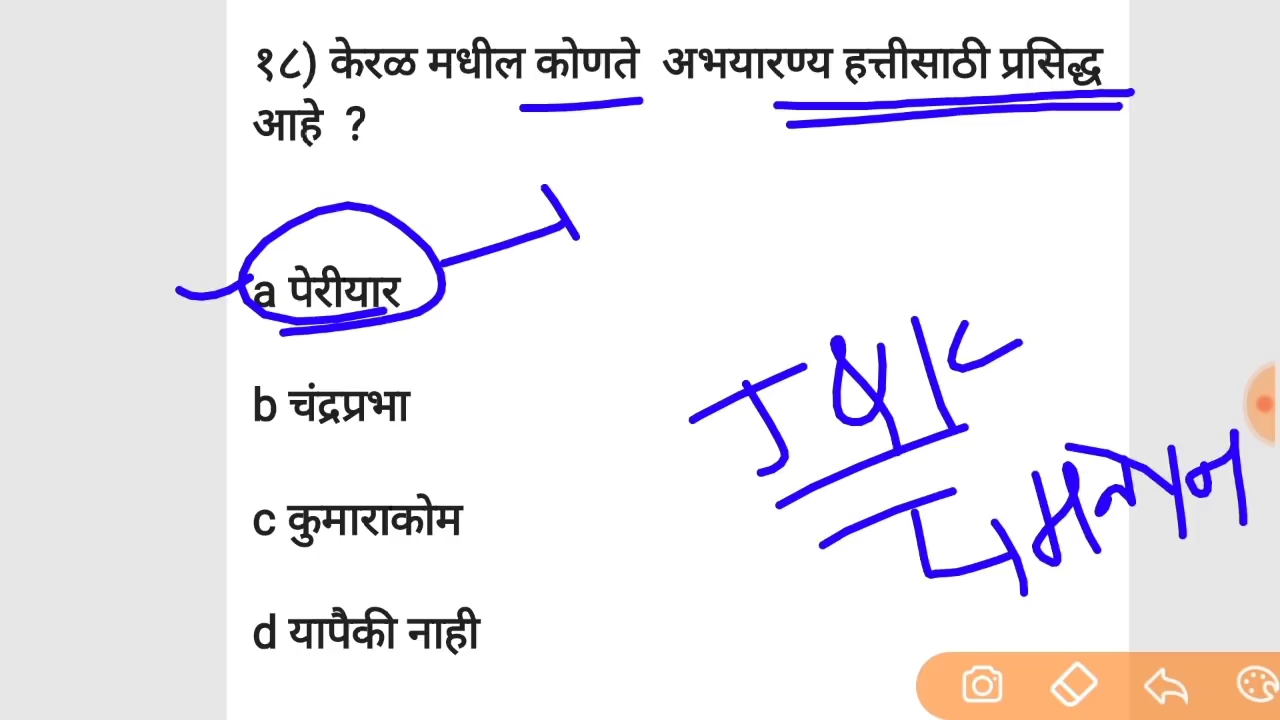 १८) केरळ मधील कोणते अभयारण्य हत्तीसाठी प्रसिद्ध
आहे ?
a पेरीयार
b चंद्रप्रभा
c कुमाराकोम
d यापैकी नाही
J&K